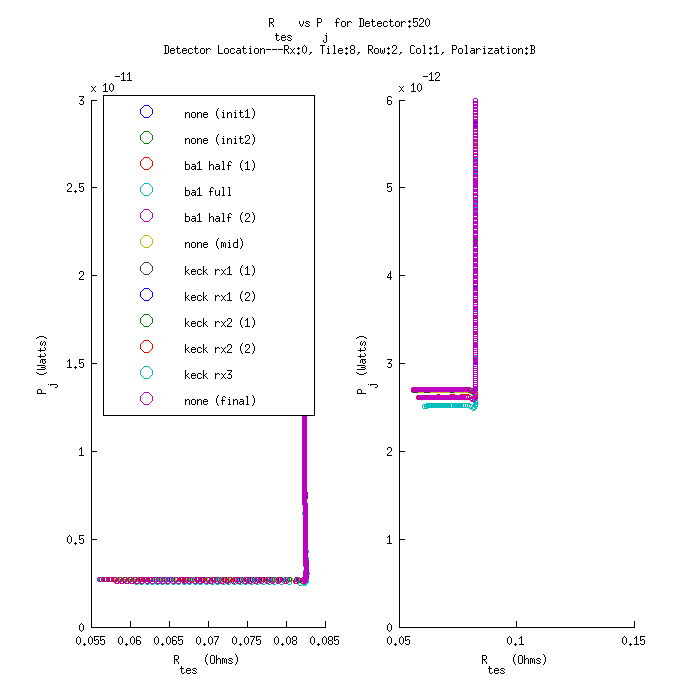 R_tes vs P_j for Detector:520
Detector Location---Rx:0, Tile:8, Row:2, Col:1, Polarization:B
x 10^-11
3
2.5
2
1.5
1
0.5
0
P_j (Watts)
none (init1)
none (init2)
ba1 half (1)
ba1 full
ba1 half (2)
none (mid)
keck rx1 (1)
keck rx1 (2)
keck rx2 (1)
keck rx2 (2)
keck rx3
none (final)
0.055 0.06 0.065 0.07 0.075 0.08 0.085
R_tes (Ohms)
x 10^-12
6
5
4
3
2
1
0
P_j (Watts)
0.05 0.1 0.15
R_tes (Ohms)